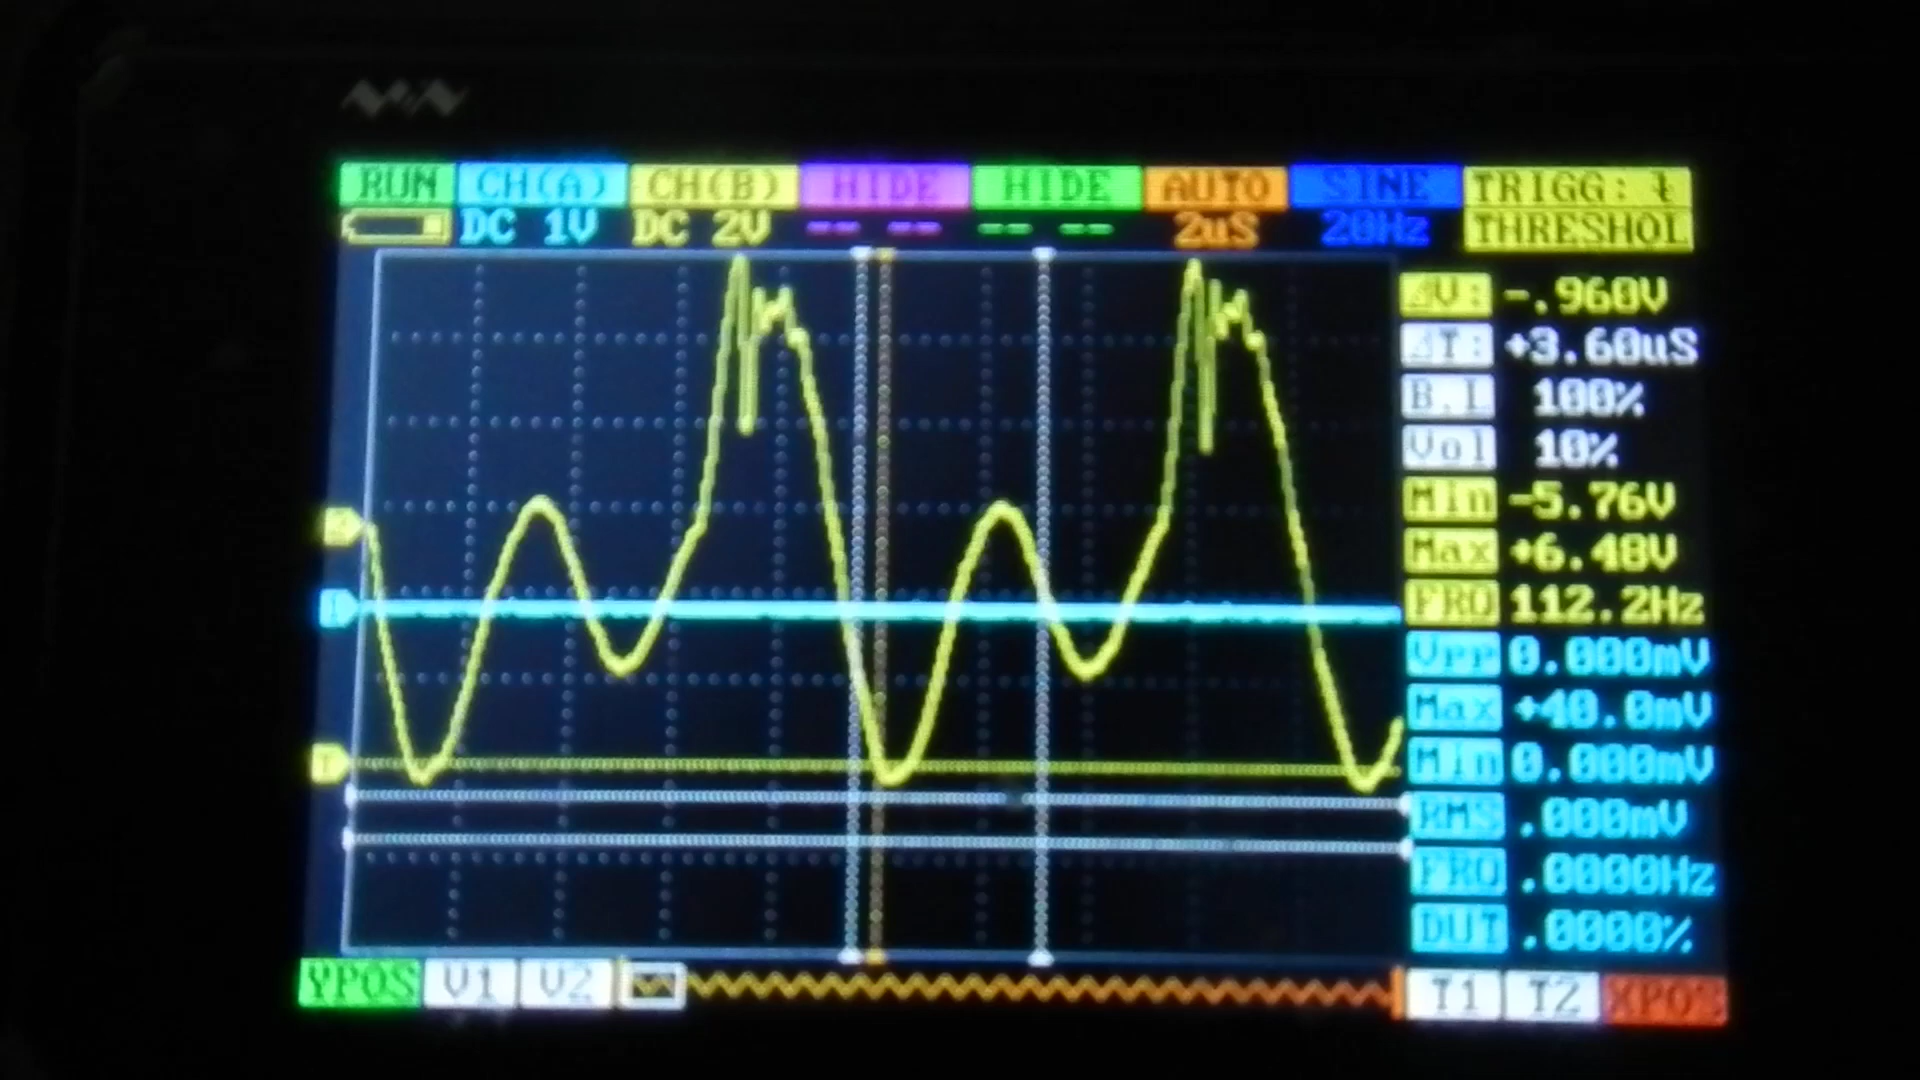 RUN CH(A) CH(B) HIDE HIDE AUTO SINE TRIGG:
DC 1V DC 2V -- -- -- -- 2uS 20Hz THRESHOL
⊿V: -.960V
⊿T: +3.60uS
B.L 100%
Vol 10%
Min -5.76V
Max +6.48V
FRQ 112.2Hz
Vpp 0.000mV
Max +40.0mV
Min 0.000mV
RMS .000mV
FRQ .0000Hz
DUT .0000%
YPOS V1 V2 T1 T2 XPOS